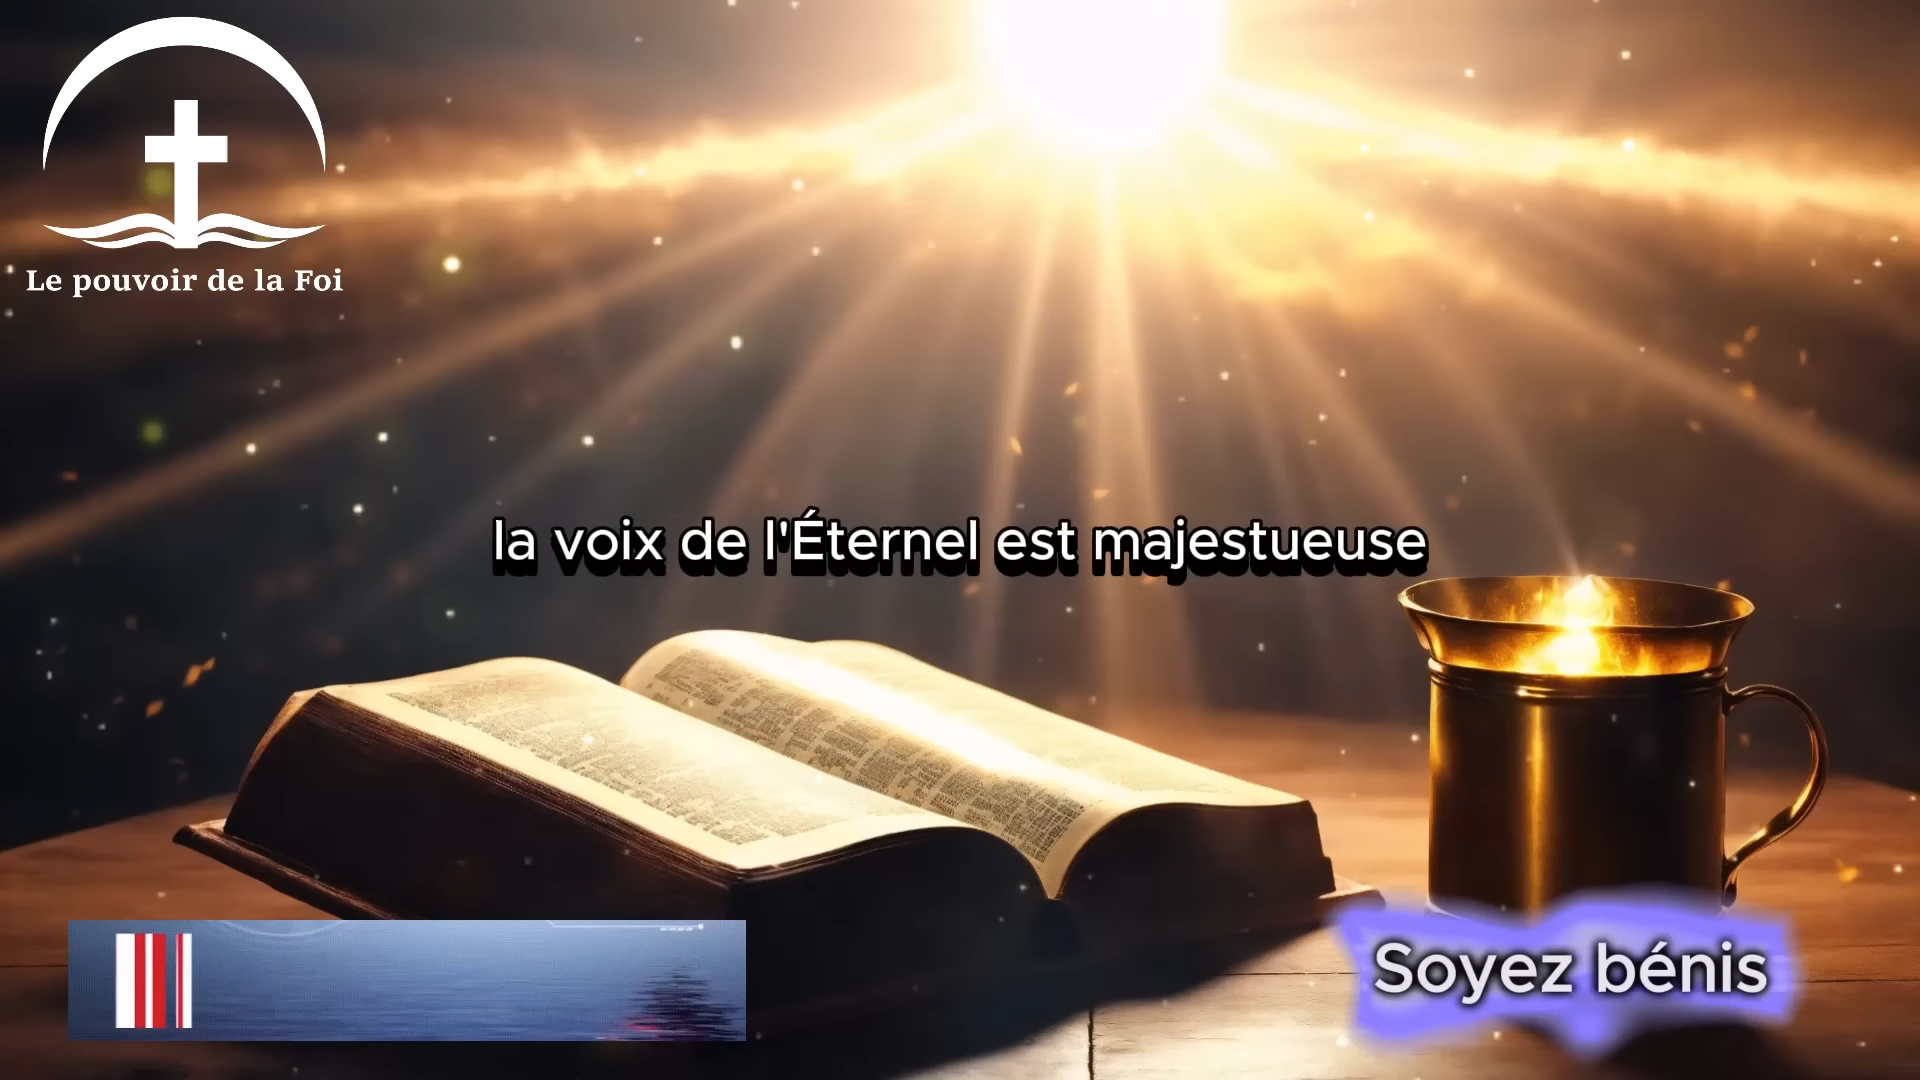 Le pouvoir de la Foi
la voix de l'Éternel est majestueuse
Soyez bénis